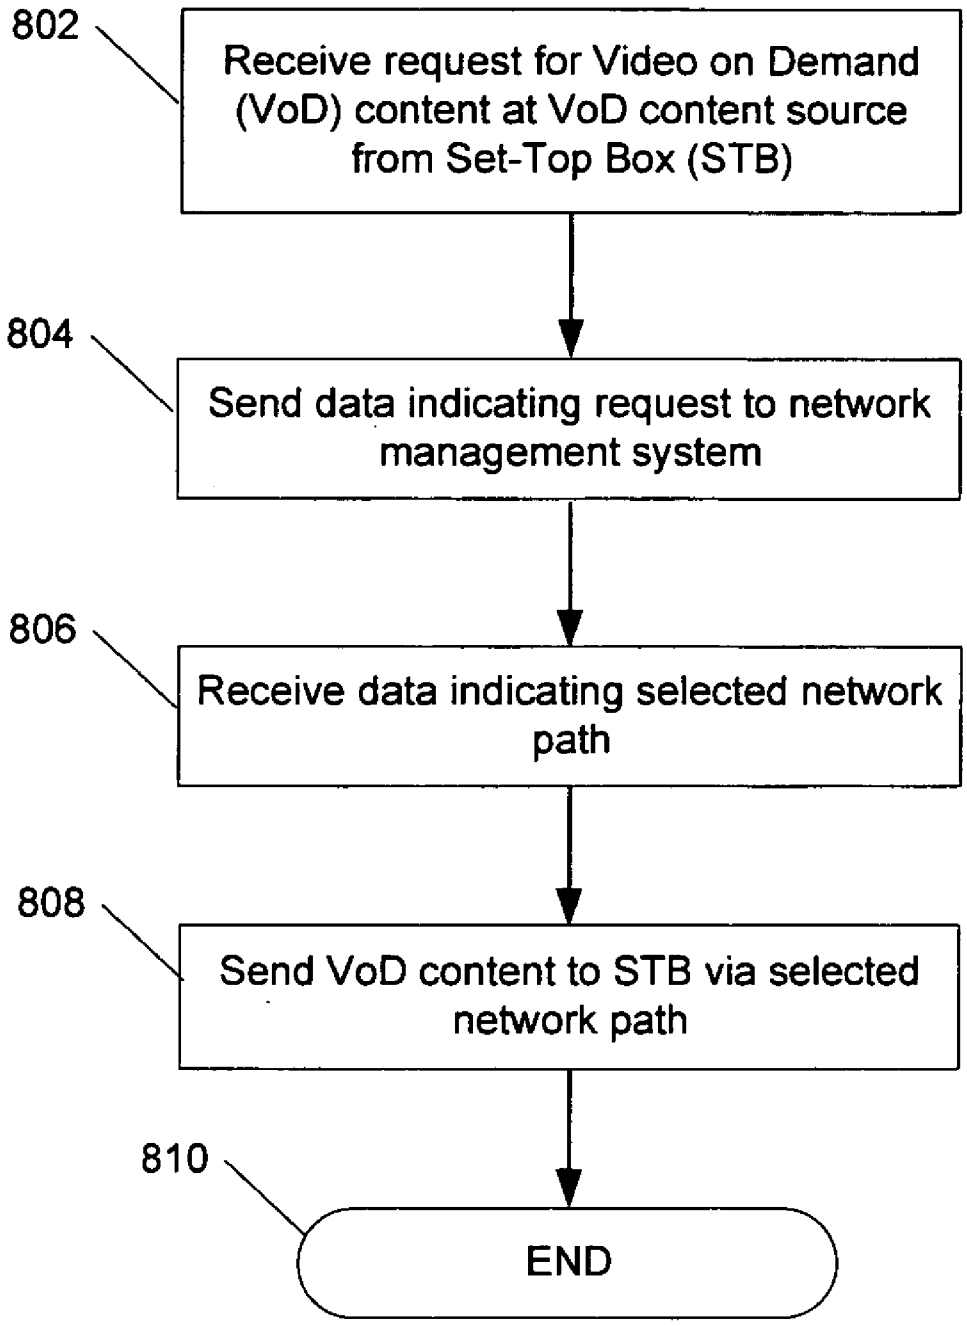 802
Receive request for Video on Demand
(VoD) content at VoD content source
from Set-Top Box (STB)
804
Send data indicating request to network
management system
806
Receive data indicating selected network
path
808
Send VoD content to STB via selected
network path
810
END